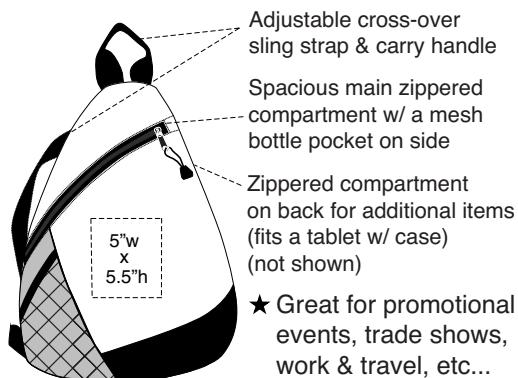 Adjustable cross-over
sling strap & carry handle
Spacious main zippered
compartment w/ a mesh
bottle pocket on side
Zippered compartment
on back for additional items
(fits a tablet w/ case)
(not shown)
5”w
x
5.5”h
★ Great for promotional
events, trade shows,
work & travel, etc...